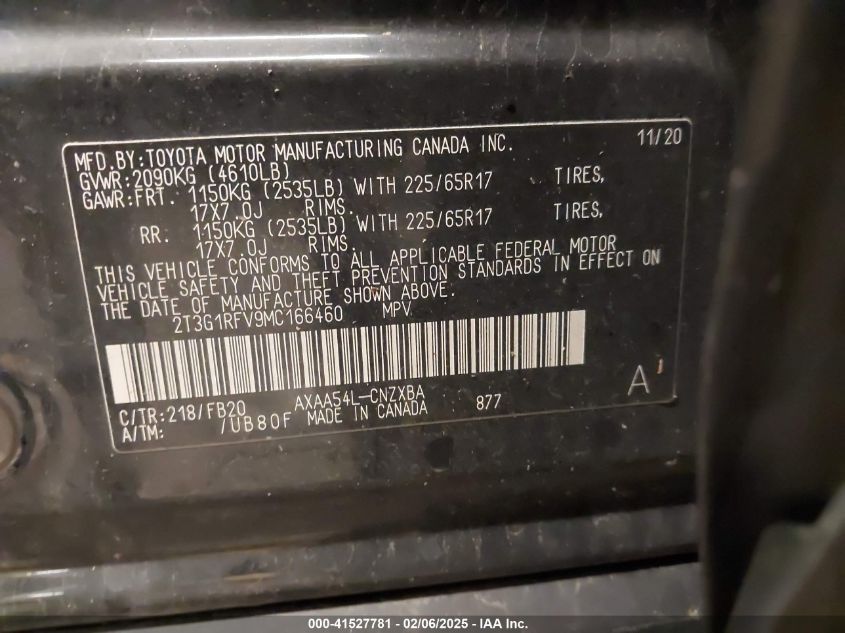 MFD.BY:TOYOTA MOTOR MANUFACTURING CANADA INC. 11/20
GVWR:2090KG (4610LB)
GAWR:FRT. 1150KG (2535LB) WITH 225/65R17 TIRES,
17X7.0J RIMS.
RR. 1150KG (2535LB) WITH 225/65R17 TIRES,
17X7.0J RIMS.
THIS VEHICLE CONFORMS TO ALL APPLICABLE FEDERAL MOTOR
VEHICLE SAFETY AND THEFT PREVENTION STANDARDS IN EFFECT ON
THE DATE OF MANUFACTURE SHOWN ABOVE.
2T3G1RFV9MC166460 MPV
A
C/TR:218/FB20 AXAA54L-CNZXBA 877
A/TM: /UB80F MADE IN CANADA
000-41527781 - 02/06/2025 - IAA Inc.